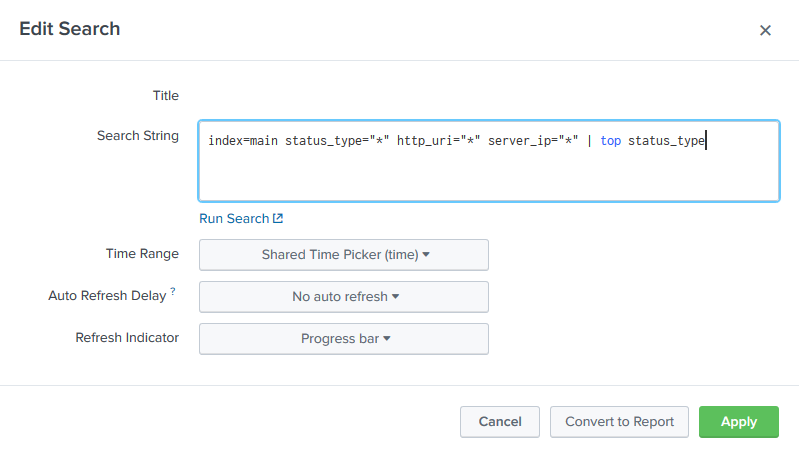 Edit Search
Title
Search String
index=main status_type="*" http_uri="*" server_ip="*" | top status_type
Run Search
Time Range
Shared Time Picker (time)
Auto Refresh Delay ?
No auto refresh
Refresh Indicator
Progress bar
Cancel
Convert to Report
Apply